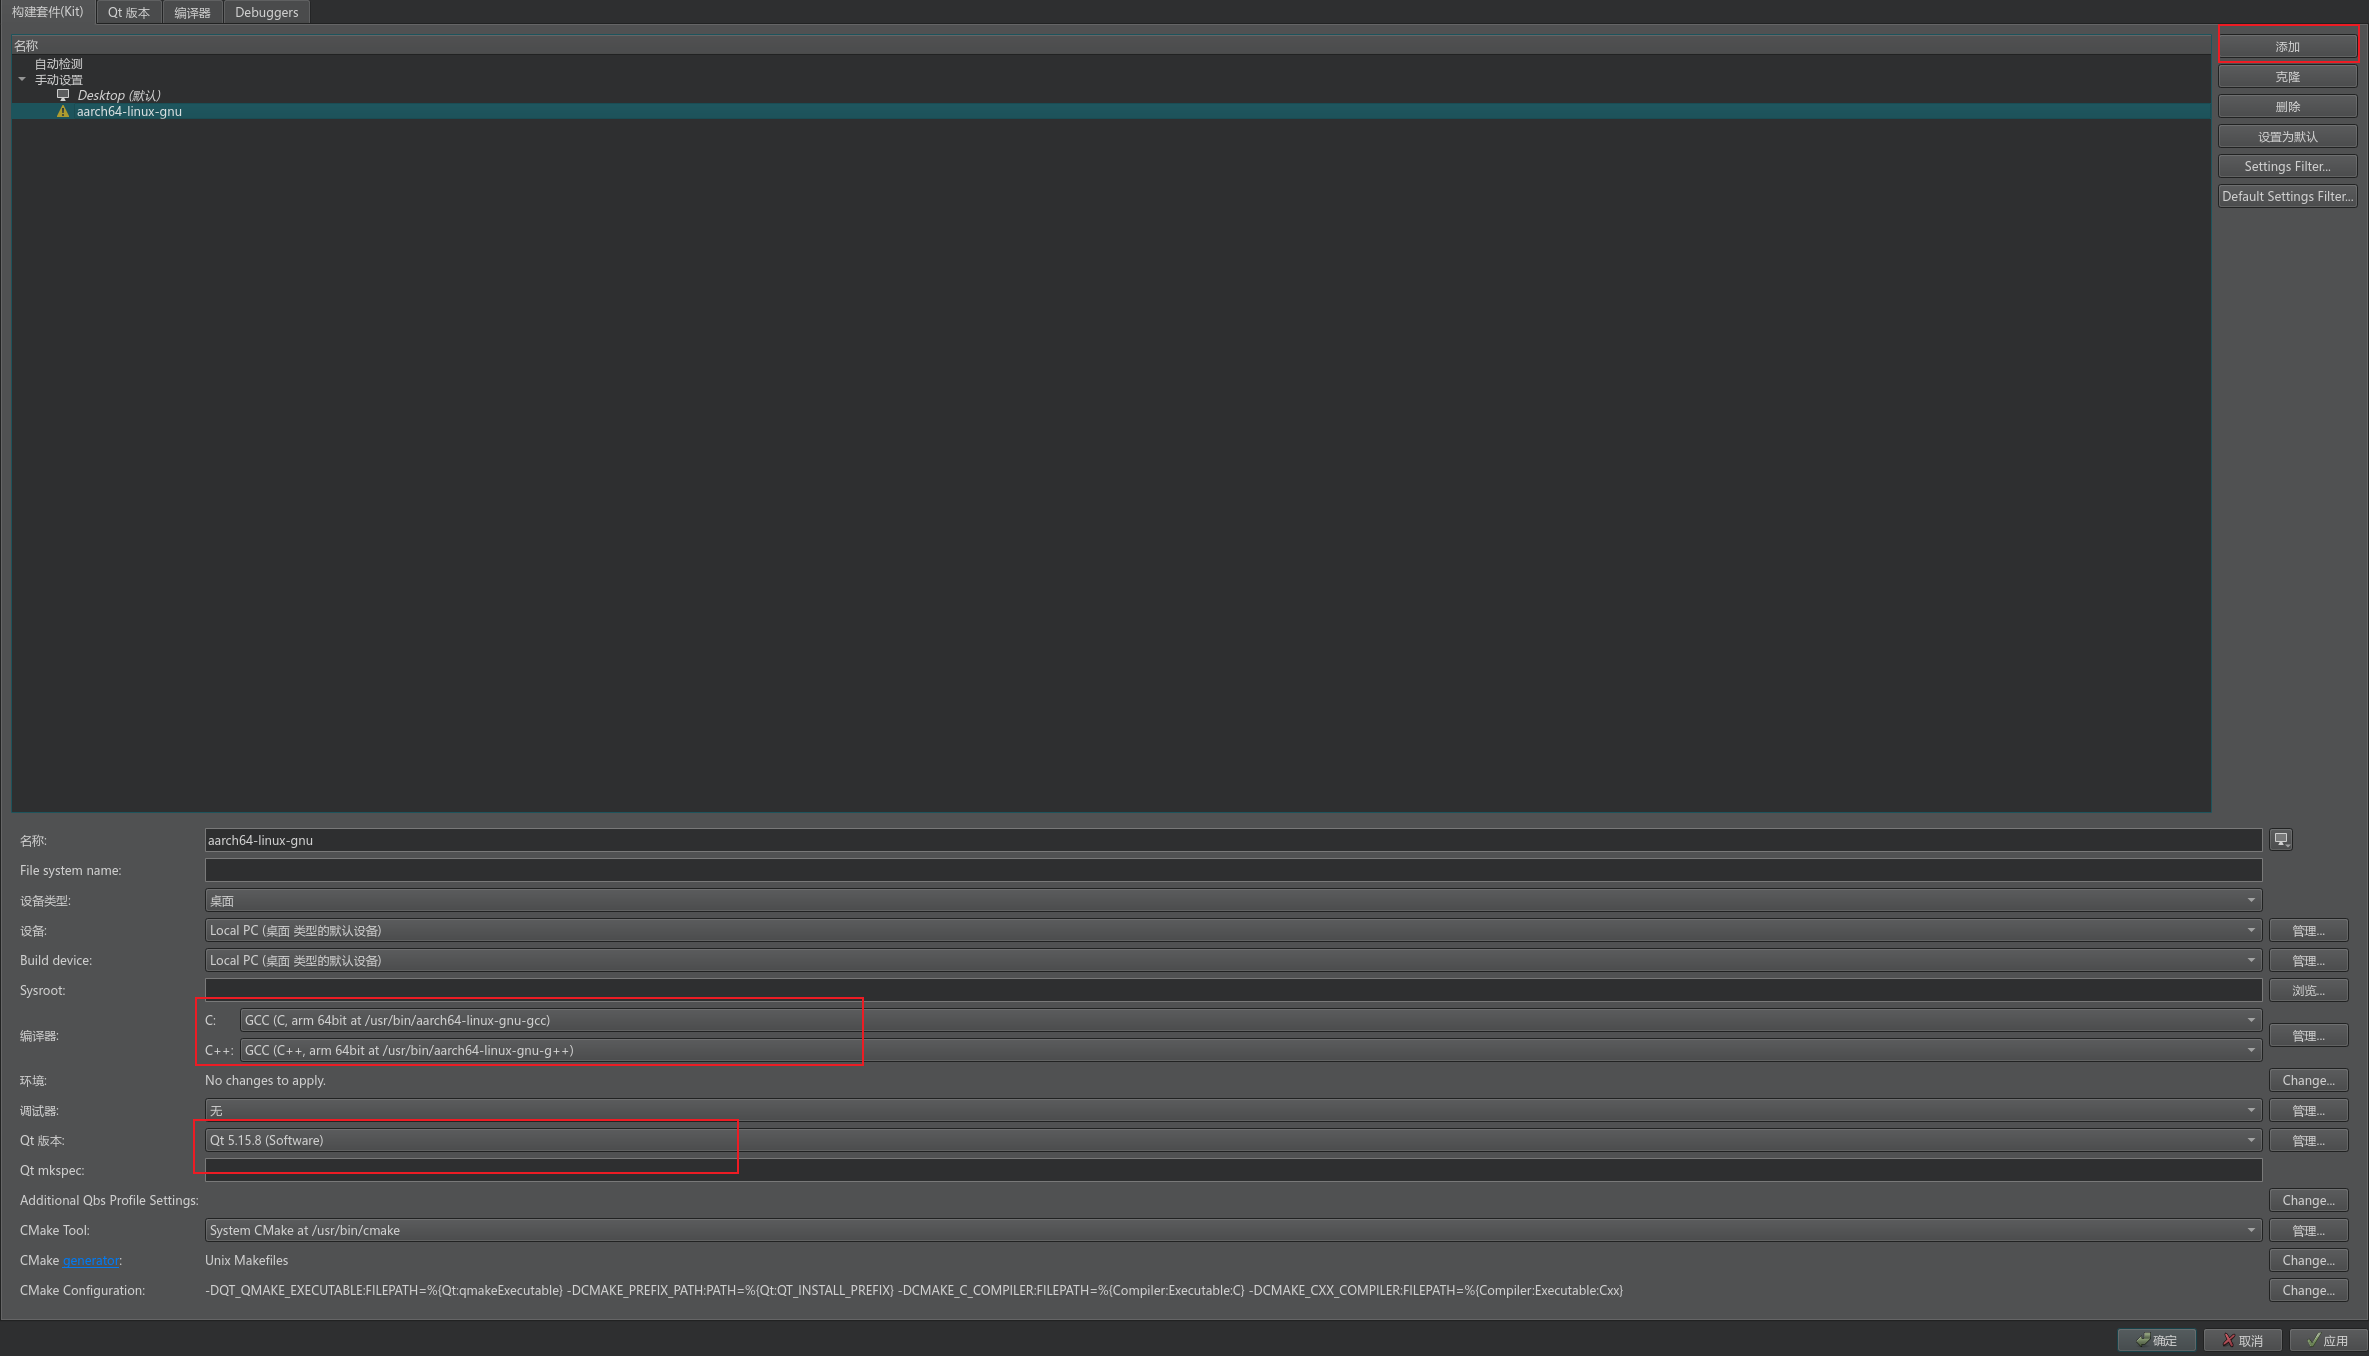 构建套件(Kit) Qt 版本 编译器 Debuggers
名称
自动检测
手动设置
Desktop (默认)
aarch64-linux-gnu
添加
克隆
删除
设置为默认
Settings Filter...
Default Settings Filter...
名称: aarch64-linux-gnu
File system name:
设备类型: 桌面
设备: Local PC (桌面 类型的默认设备) 管理...
Build device: Local PC (桌面 类型的默认设备) 管理...
Sysroot: 浏览...
编译器: 管理...
C: GCC (C, arm 64bit at /usr/bin/aarch64-linux-gnu-gcc)
C++: GCC (C++, arm 64bit at /usr/bin/aarch64-linux-gnu-g++)
环境: No changes to apply. Change...
调试器: 无 管理...
Qt 版本: Qt 5.15.8 (Software) 管理...
Qt mkspec:
Additional Qbs Profile Settings: Change...
CMake Tool: System CMake at /usr/bin/cmake 管理...
CMake generator: Unix Makefiles Change...
CMake Configuration: -DQT_QMAKE_EXECUTABLE:FILEPATH=%{Qt:qmakeExecutable} -DCMAKE_PREFIX_PATH:PATH=%{Qt:QT_INSTALL_PREFIX} -DCMAKE_C_COMPILER:FILEPATH=%{Compiler:Executable:C} -DCMAKE_CXX_COMPILER:FILEPATH=%{Compiler:Executable:Cxx} Change...
确定 取消 应用